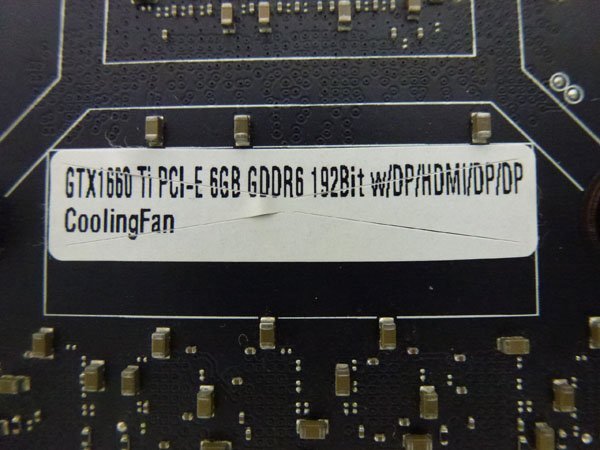 GTX1660 Ti PCI-E 6GB GDDR6 192Bit w/DP/HDMI/DP/DP
CoolingFan